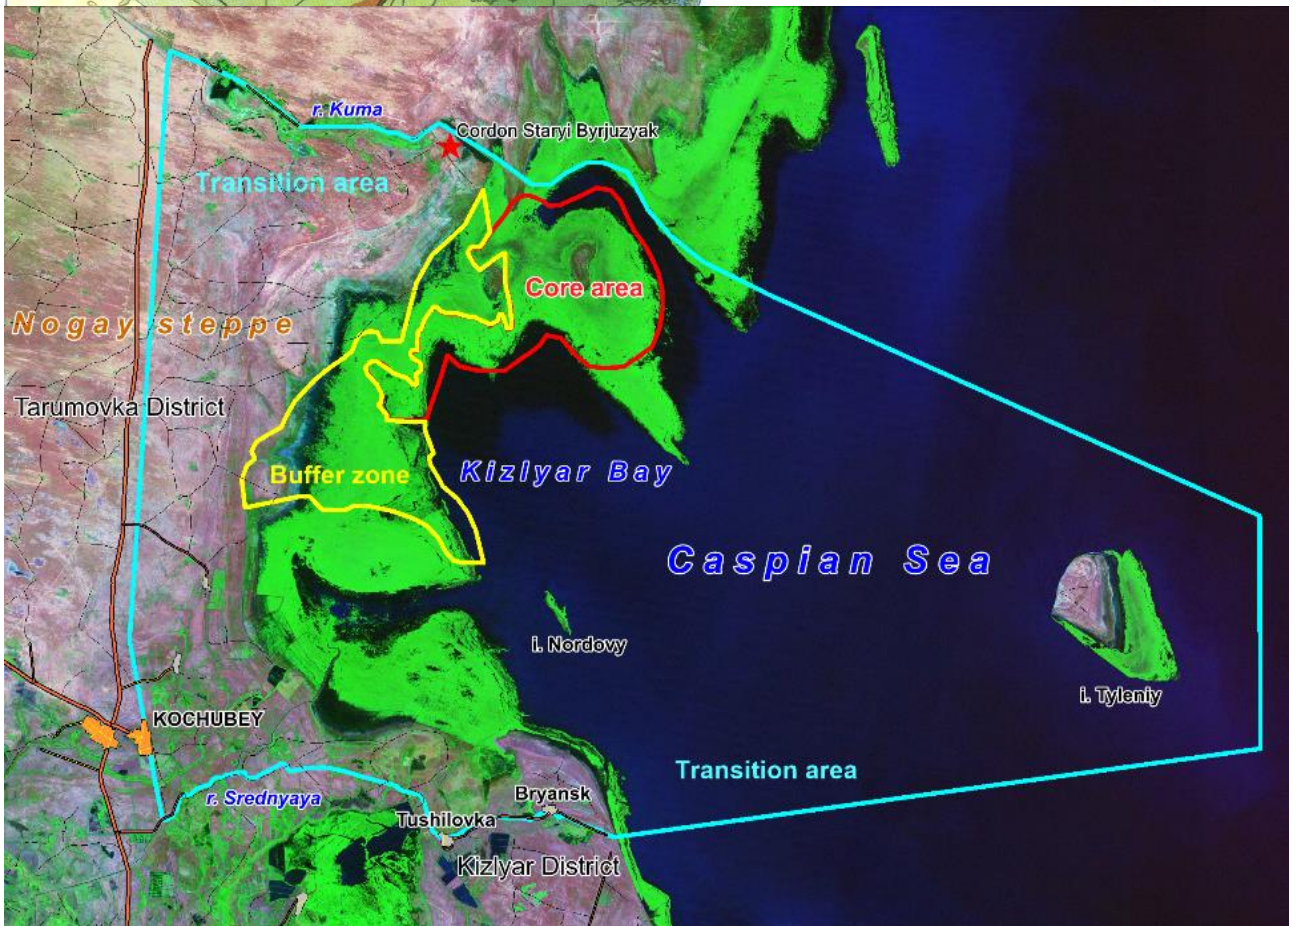 r. Kuma
Cordon Staryi Byrjuzyak
Transition area
Core area
Nogay steppe
Tarumovka District
Buffer zone
Kizlyar Bay
Caspian Sea
i. Nordovy
i. Tyleniy
KOCHUBEY
Transition area
r. Srednyaya
Bryansk
Tushilovka
Kizlyar District